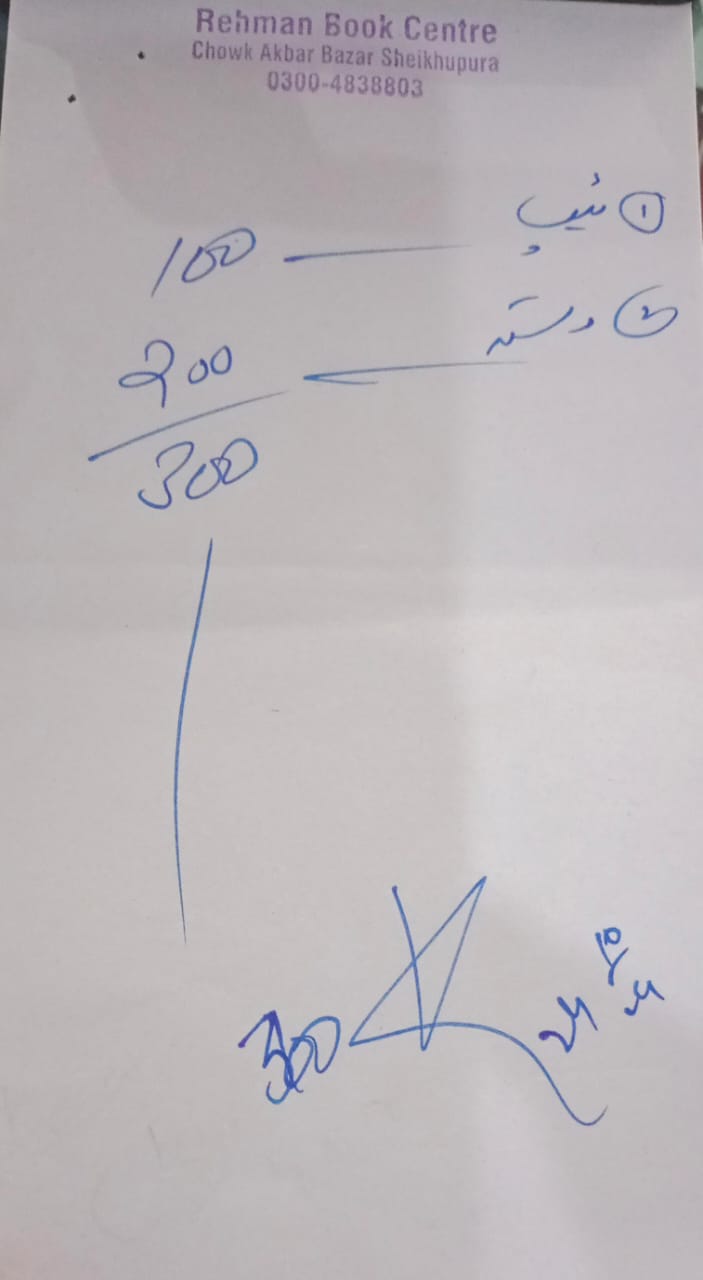 Rehman Book Centre
Chowk Akbar Bazar Sheikhupura
0300-4838803
① ٹیپ — 100
② دستہ — 200
300
300